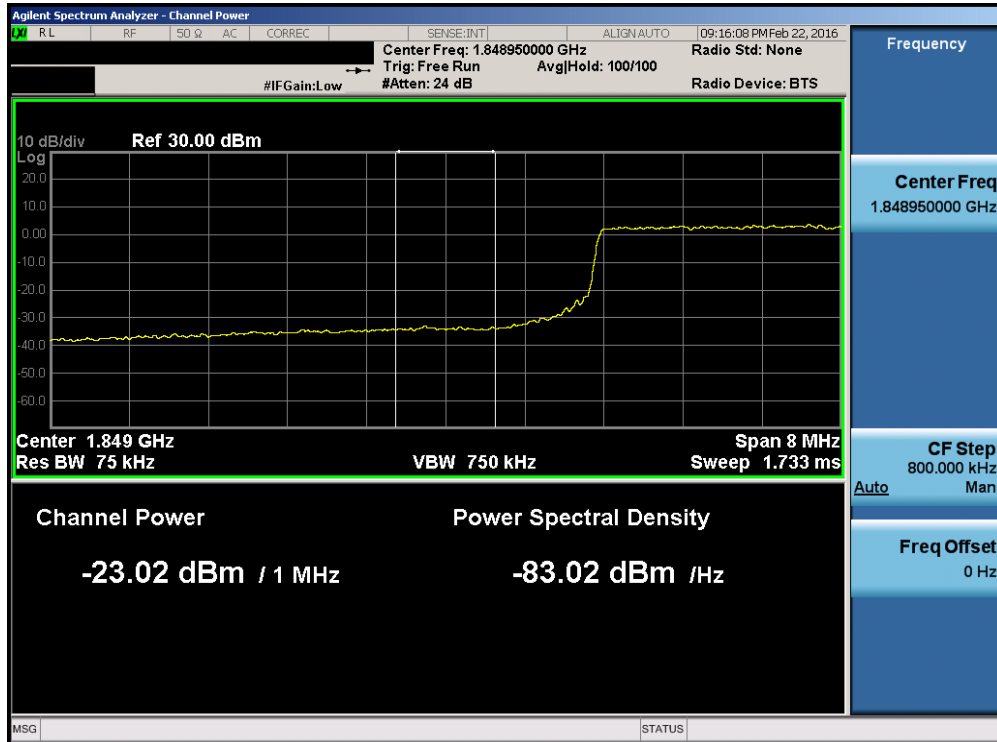 Agilent Spectrum Analyzer - Channel Power
LXI RL RF 50 Ω AC CORREC SENSE:INT ALIGN AUTO 09:16:08 PM Feb 22, 2016
Center Freq: 1.848950000 GHz Radio Std: None
Trig: Free Run Avg|Hold: 100/100
#IFGain:Low #Atten: 24 dB Radio Device: BTS
10 dB/div Ref 30.00 dBm
Log
20.0
10.0
0.00
-10.0
-20.0
-30.0
-40.0
-50.0
-60.0
Center 1.849 GHz Span 8 MHz
Res BW 75 kHz VBW 750 kHz Sweep 1.733 ms
Channel Power Power Spectral Density
-23.02 dBm / 1 MHz -83.02 dBm /Hz
Frequency
Center Freq
1.848950000 GHz
CF Step
800.000 kHz
Auto Man
Freq Offset
0 Hz
MSG STATUS